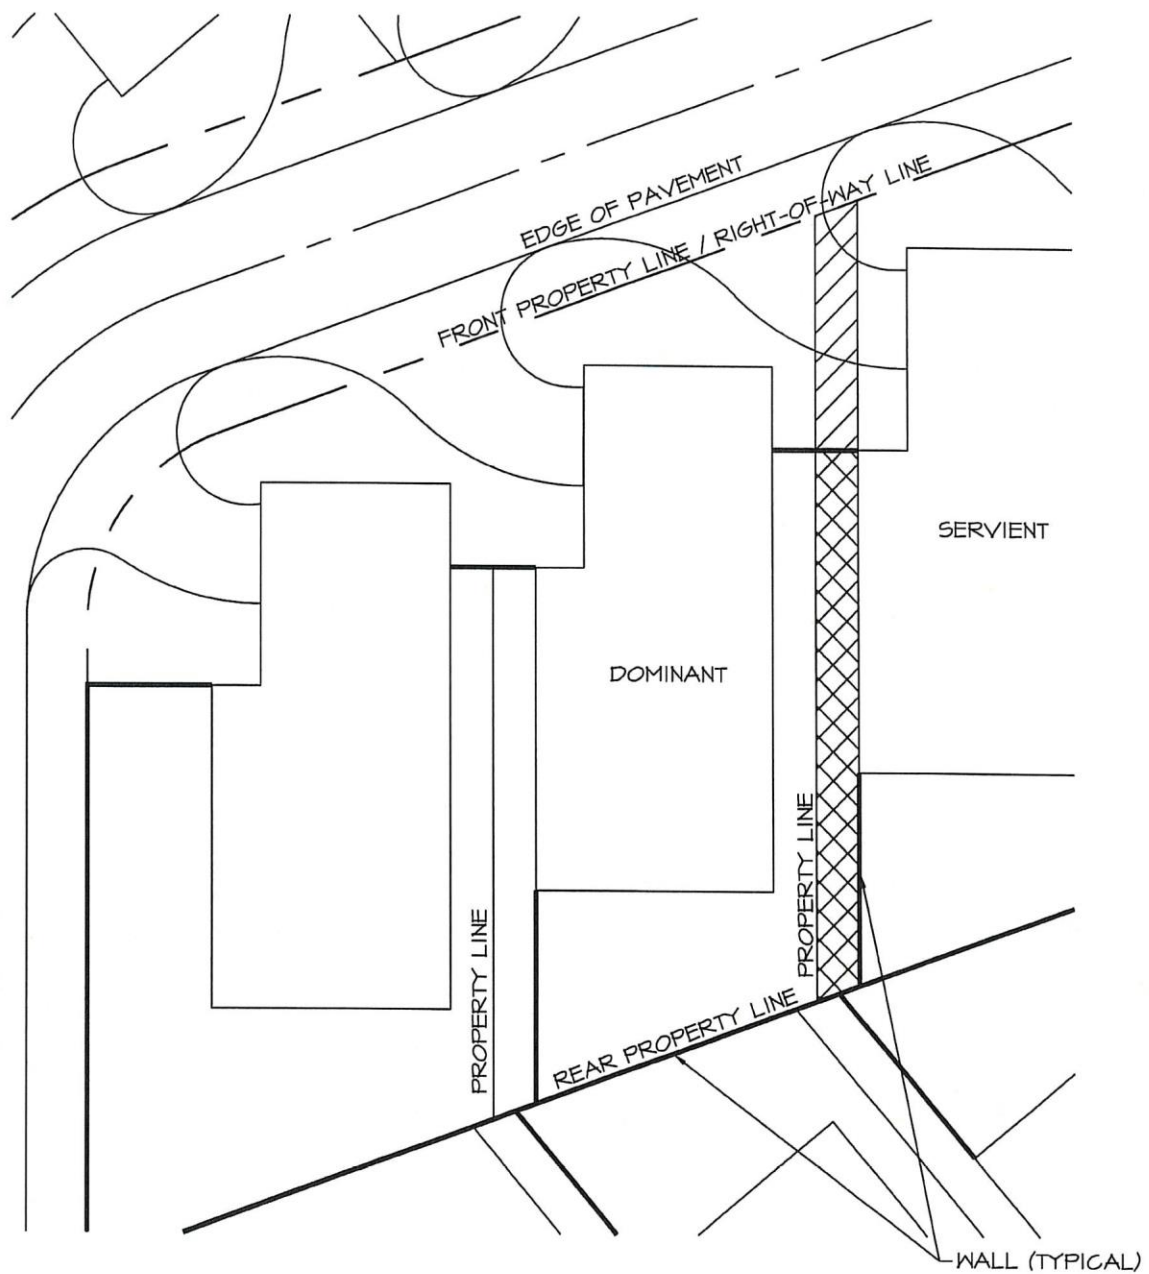 EDGE OF PAVEMENT
FRONT PROPERTY LINE / RIGHT-OF-WAY LINE
SERVIENT
DOMINANT
PROPERTY LINE
PROPERTY LINE
REAR PROPERTY LINE
WALL (TYPICAL)